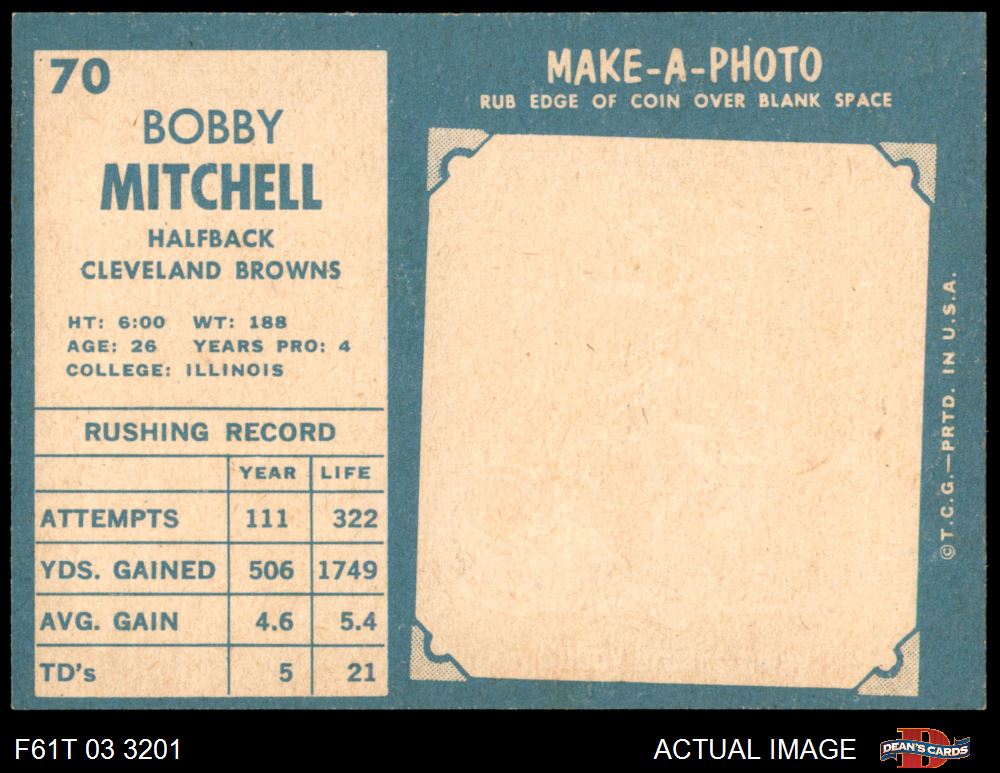 70
BOBBY
MITCHELL
HALFBACK
CLEVELAND BROWNS
HT: 6:00 WT: 188
AGE: 26 YEARS PRO: 4
COLLEGE: ILLINOIS
RUSHING RECORD
YEAR LIFE
ATTEMPTS 111 322
YDS. GAINED 506 1749
AVG. GAIN 4.6 5.4
TD's 5 21
MAKE-A-PHOTO
RUB EDGE OF COIN OVER BLANK SPACE
©T.C.G.—PRTD. IN U.S.A.
F61T 03 3201
ACTUAL IMAGE
DEAN'S CARDS